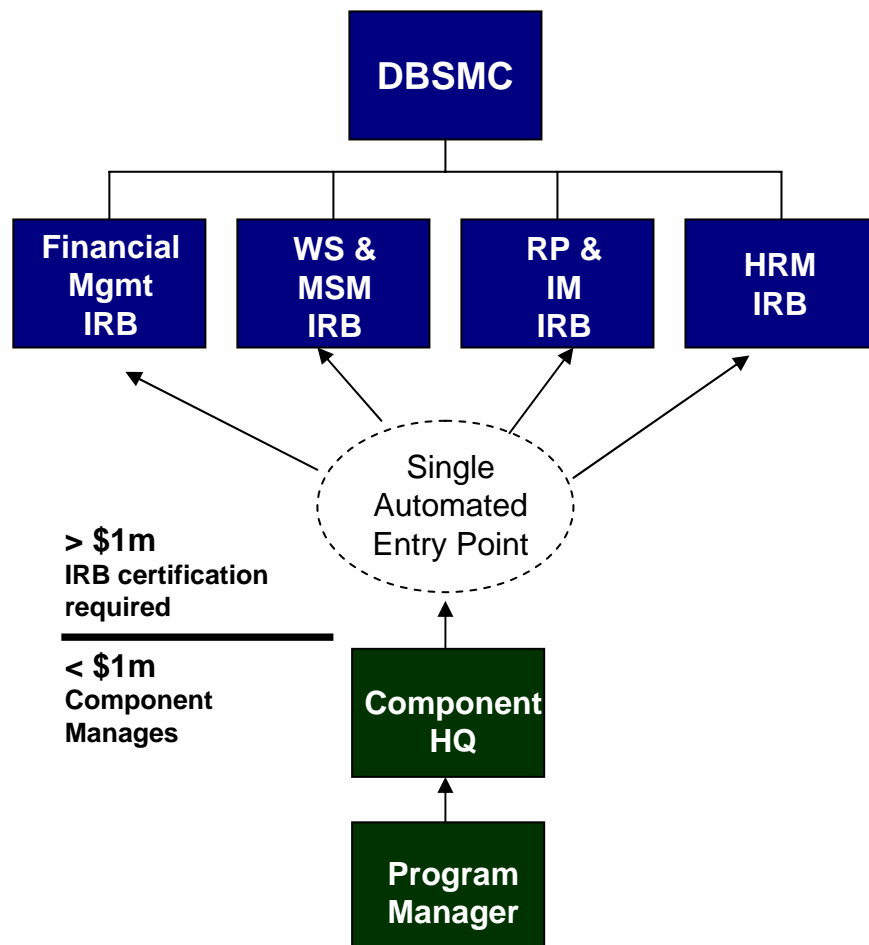 DBSMC
Financial
Mgmt
IRB
WS &
MSM
IRB
RP &
IM
IRB
HRM
IRB
Single
Automated
Entry Point
> $1m
IRB certification
required
< $1m
Component
Manages
Component
HQ
Program
Manager